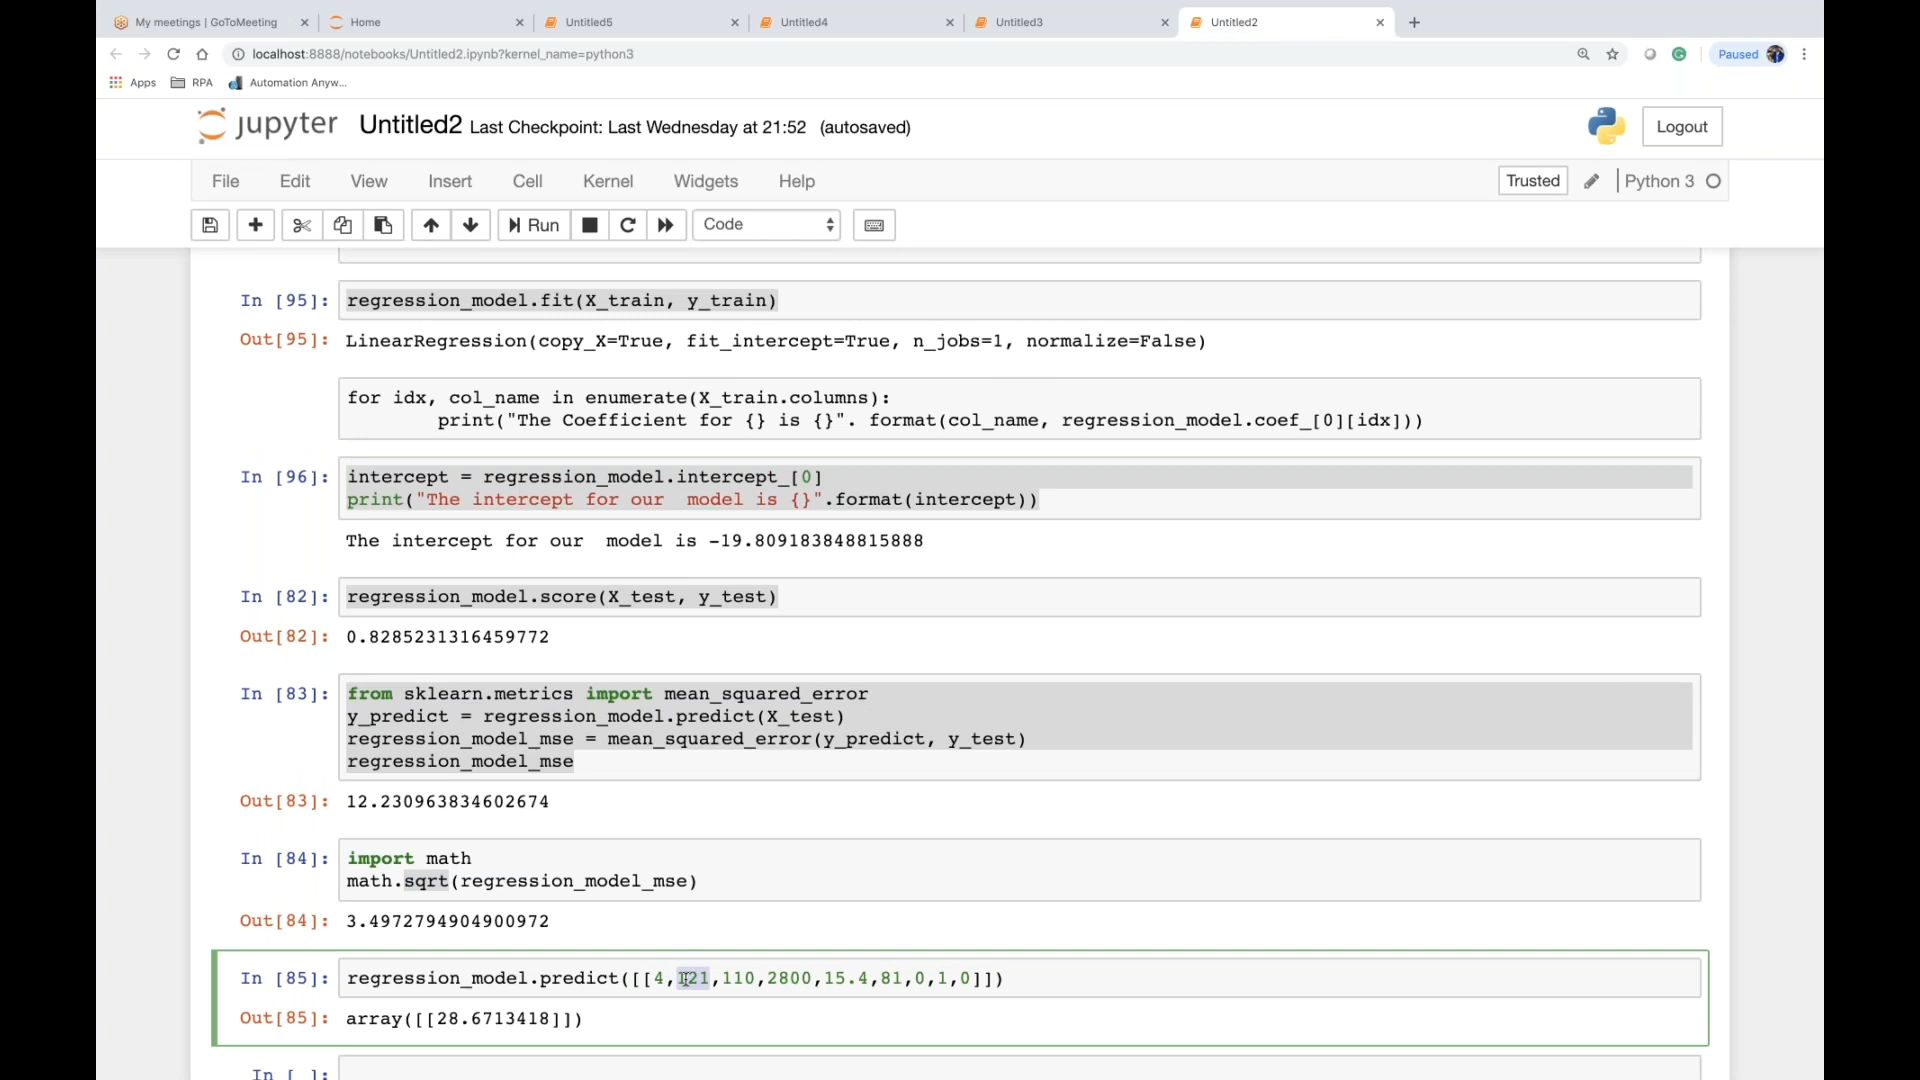 My meetings | GoToMeeting
Home
Untitled5
Untitled4
Untitled3
Untitled2
localhost:8888/notebooks/Untitled2.ipynb?kernel_name=python3
Paused
Apps
RPA
Automation Anyw...
jupyter
Untitled2 Last Checkpoint: Last Wednesday at 21:52 (autosaved)
Logout
File Edit View Insert Cell Kernel Widgets Help
Trusted
Python 3
Run
Code
In [95]: regression_model.fit(X_train, y_train)
Out[95]: LinearRegression(copy_X=True, fit_intercept=True, n_jobs=1, normalize=False)
for idx, col_name in enumerate(X_train.columns):
print("The Coefficient for {} is {}". format(col_name, regression_model.coef_[0][idx]))
In [96]: intercept = regression_model.intercept_[0]
print("The intercept for our  model is {}".format(intercept))
The intercept for our  model is -19.809183848815888
In [82]: regression_model.score(X_test, y_test)
Out[82]: 0.8285231316459772
In [83]: from sklearn.metrics import mean_squared_error
y_predict = regression_model.predict(X_test)
regression_model_mse = mean_squared_error(y_predict, y_test)
regression_model_mse
Out[83]: 12.230963834602674
In [84]: import math
math.sqrt(regression_model_mse)
Out[84]: 3.4972794904900972
In [85]: regression_model.predict([[4,121,110,2800,15.4,81,0,1,0]])
Out[85]: array([[28.6713418]])
In [ ]: